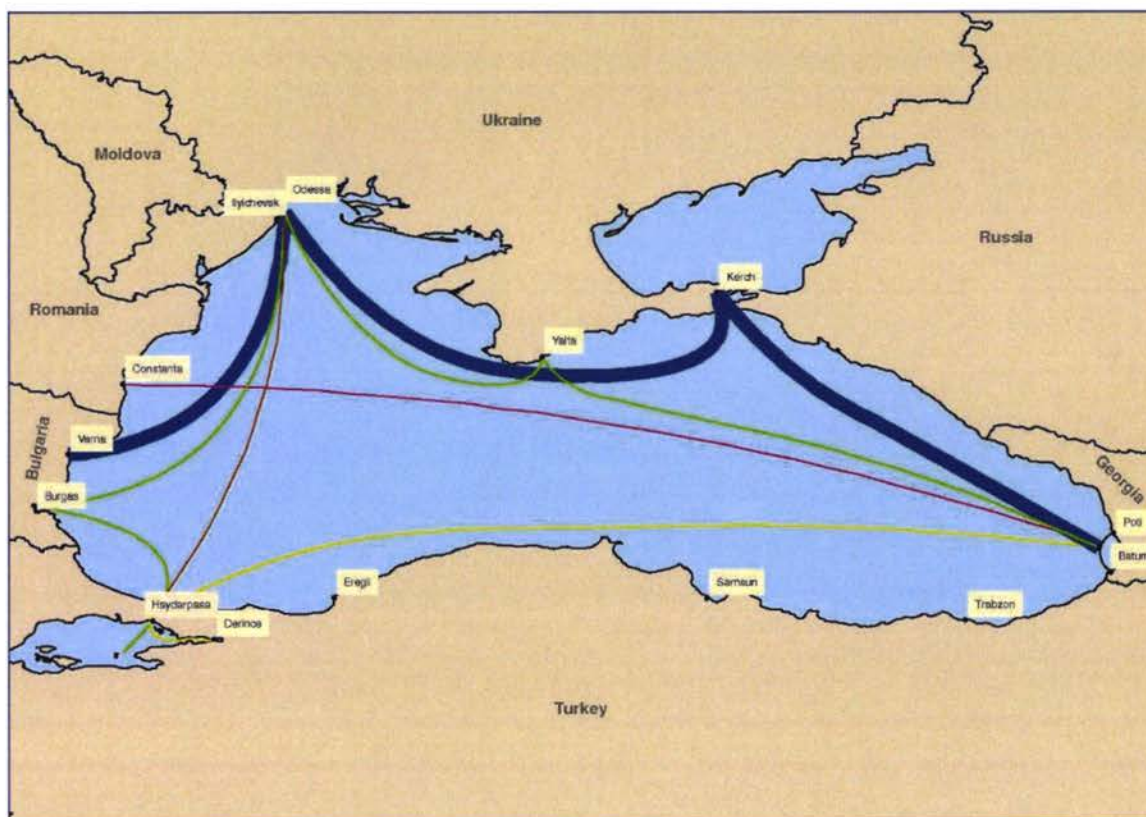 Ukraine
Moldova
Odessa
Ilyichevsk
Russia
Kerch
Romania
Yalta
Constanta
Varna
Bulgaria
Georgia
Burgas
Poti
Batumi
Eregli
Samsun
Haydarpasa
Trabzon
Derince
Turkey